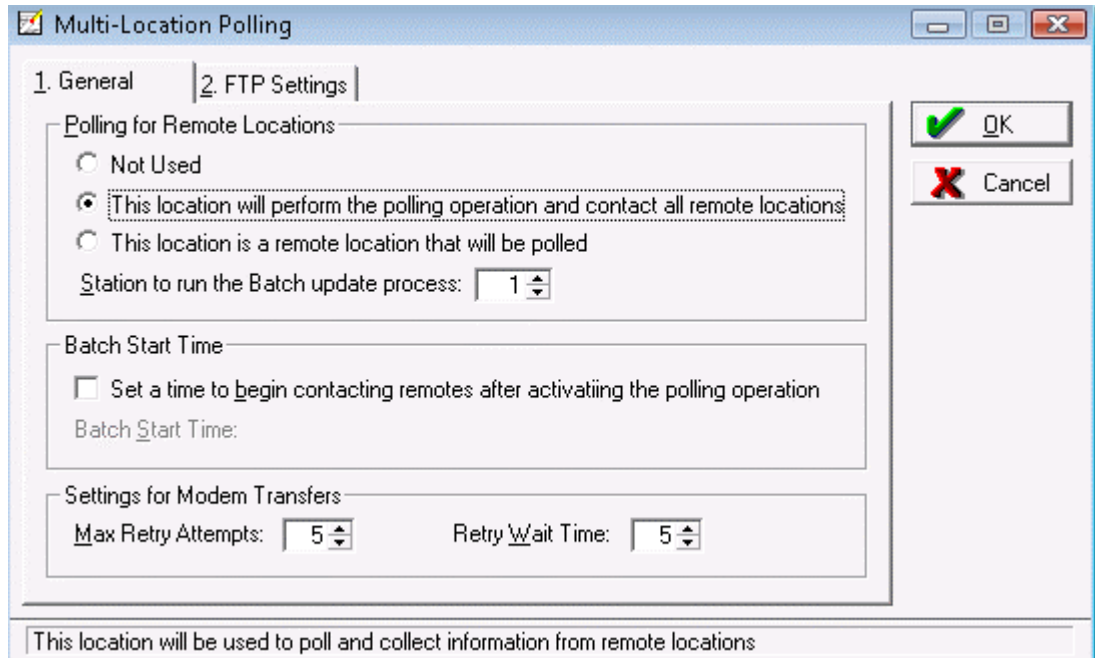 Multi-Location Polling
1. General
2. FTP Settings
Polling for Remote Locations
Not Used
This location will perform the polling operation and contact all remote locations
This location is a remote location that will be polled
Station to run the Batch update process: 1
Batch Start Time
Set a time to begin contacting remotes after activatiing the polling operation
Batch Start Time:
Settings for Modem Transfers
Max Retry Attempts: 5 Retry Wait Time: 5
OK
Cancel
This location will be used to poll and collect information from remote locations